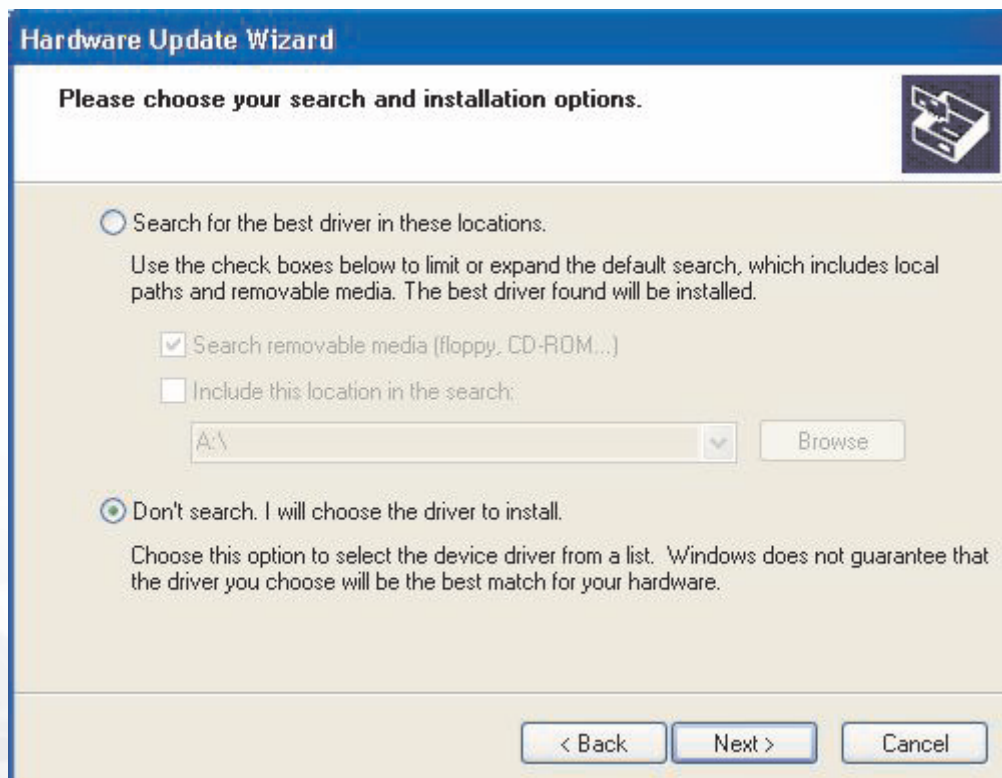 Hardware Update Wizard
Please choose your search and installation options.
Search for the best driver in these locations.
Use the check boxes below to limit or expand the default search, which includes local
paths and removable media. The best driver found will be installed.
Search removable media (floppy, CD-ROM...)
Include this location in the search:
A:\
Browse
Don't search. I will choose the driver to install.
Choose this option to select the device driver from a list. Windows does not guarantee that
the driver you choose will be the best match for your hardware.
< Back Next > Cancel